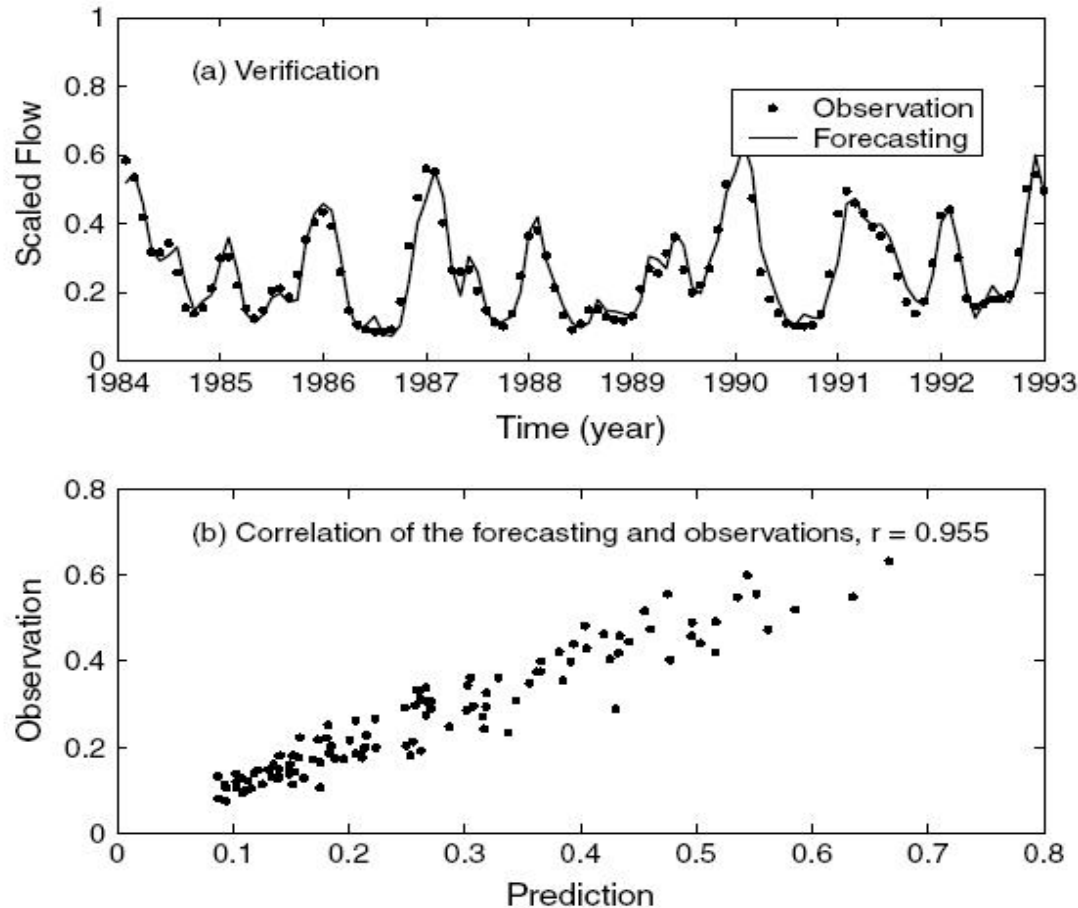 1
0.8
0.6
0.4
0.2
0
Scaled Flow
(a) Verification
Observation
Forecasting
1984 1985 1986 1987 1988 1989 1990 1991 1992 1993
Time (year)
0.8
0.6
0.4
0.2
0
Observation
(b) Correlation of the forecasting and observations, r = 0.955
0 0.1 0.2 0.3 0.4 0.5 0.6 0.7 0.8
Prediction